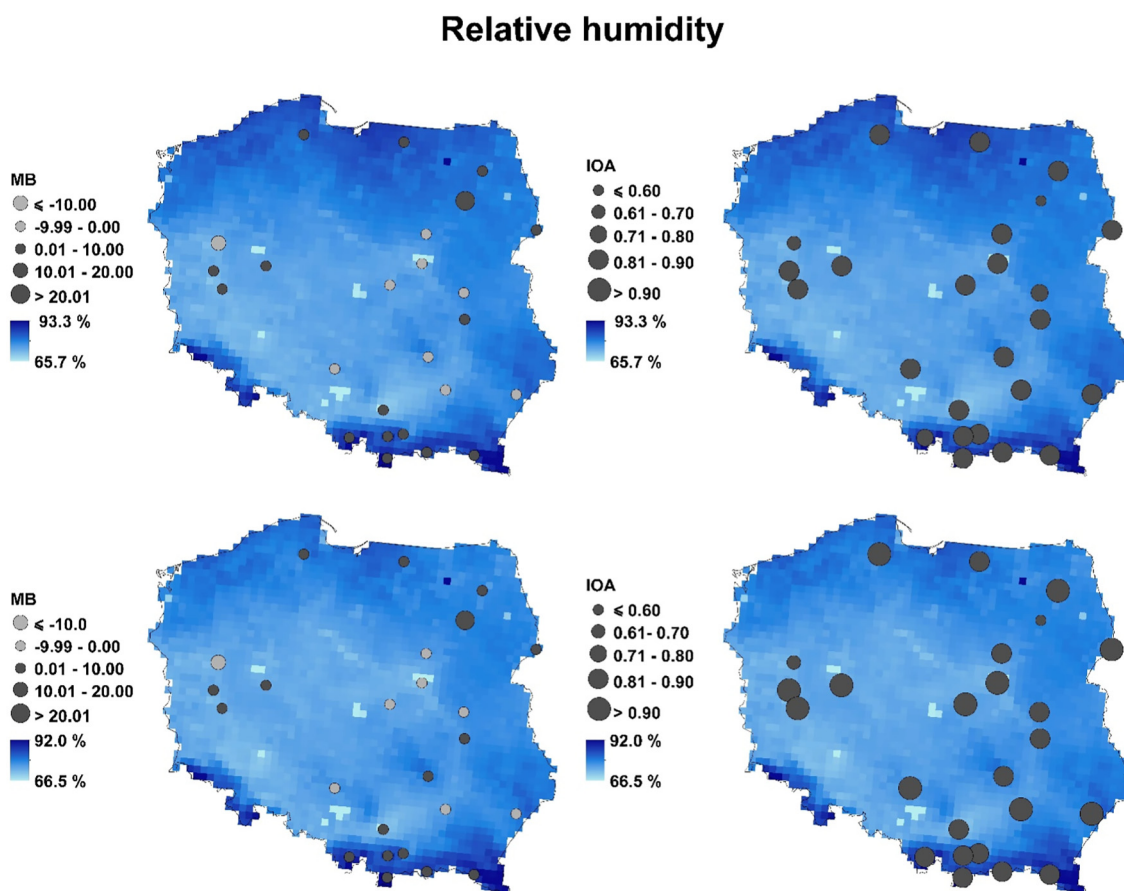 Relative humidity
MB
⩽ -10.00
-9.99 - 0.00
0.01 - 10.00
10.01 - 20.00
> 20.01
93.3 %
65.7 %
IOA
⩽ 0.60
0.61 - 0.70
0.71 - 0.80
0.81 - 0.90
> 0.90
93.3 %
65.7 %
MB
⩽ -10.0
-9.99 - 0.00
0.01 - 10.00
10.01 - 20.00
> 20.01
92.0 %
66.5 %
IOA
⩽ 0.60
0.61- 0.70
0.71 - 0.80
0.81 - 0.90
> 0.90
92.0 %
66.5 %